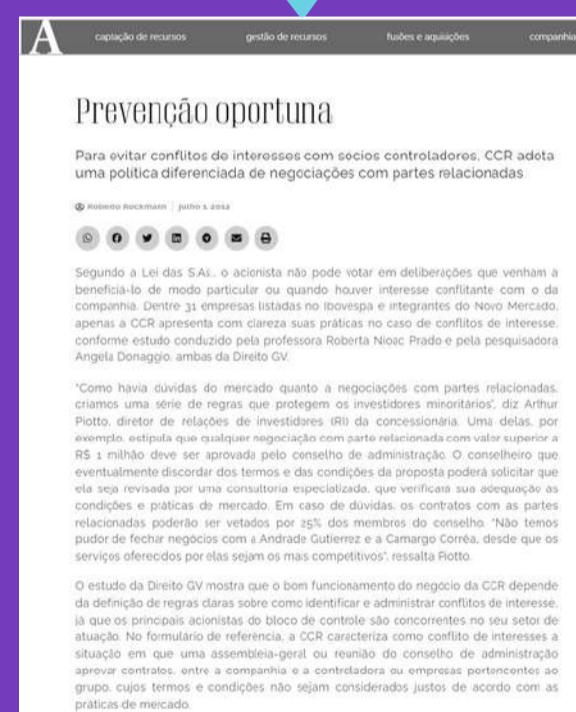 A
captação de recursos
gestão de recursos
fusões e aquisições
companhia
Prevenção oportuna
Para evitar conflitos de interesses com sócios controladores, CCR adota
uma política diferenciada de negociações com partes relacionadas
Roberto Rockmann | julho 1, 2012
Segundo a Lei das S.As., o acionista não pode votar em deliberações que venham a
beneficiá-lo de modo particular ou quando houver interesse conflitante com o da
companhia. Dentre 31 empresas listadas no Ibovespa e integrantes do Novo Mercado,
apenas a CCR apresenta com clareza suas práticas no caso de conflitos de interesse,
conforme estudo conduzido pela professora Roberta Nioac Prado e pela pesquisadora
Angela Donaggio, ambas da Direito GV.
"Como havia dúvidas do mercado quanto a negociações com partes relacionadas,
criamos uma série de regras que protegem os investidores minoritários", diz Arthur
Piotto, diretor de relações de investidores (RI) da concessionária. Uma delas, por
exemplo, estipula que qualquer negociação com parte relacionada com valor superior a
R$ 1 milhão deve ser aprovada pelo conselho de administração. O conselheiro que
eventualmente discordar dos termos e das condições da proposta poderá solicitar que
ela seja revisada por uma consultoria especializada, que verificará sua adequação às
condições e práticas de mercado. Em caso de dúvidas, os contratos com as partes
relacionadas poderão ser vetados por 25% dos membros do conselho. "Não temos
pudor de fechar negócios com a Andrade Gutierrez e a Camargo Corrêa, desde que os
serviços oferecidos por elas sejam os mais competitivos", ressalta Piotto.
O estudo da Direito GV mostra que o bom funcionamento do negócio da CCR depende
da definição de regras claras sobre como identificar e administrar conflitos de interesse,
já que os principais acionistas do bloco de controle são concorrentes no seu setor de
atuação. No formulário de referência, a CCR caracteriza como conflito de interesses a
situação em que uma assembleia-geral ou reunião do conselho de administração
aprovar contratos, entre a companhia e a controladora ou empresas pertencentes ao
grupo, cujos termos e condições não sejam considerados justos de acordo com as
práticas de mercado.